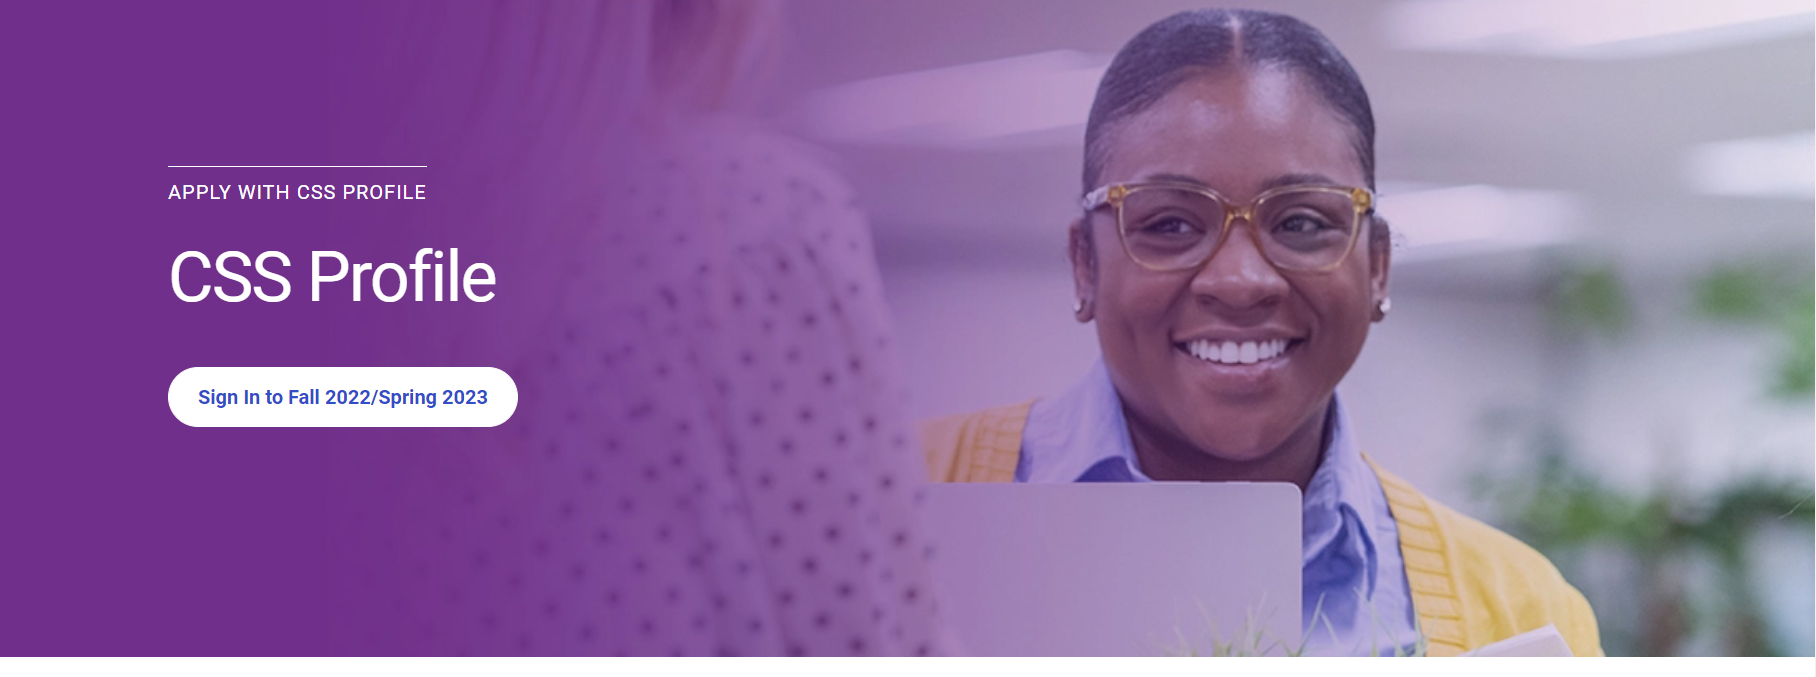 APPLY WITH CSS PROFILE
CSS Profile
Sign In to Fall 2022/Spring 2023